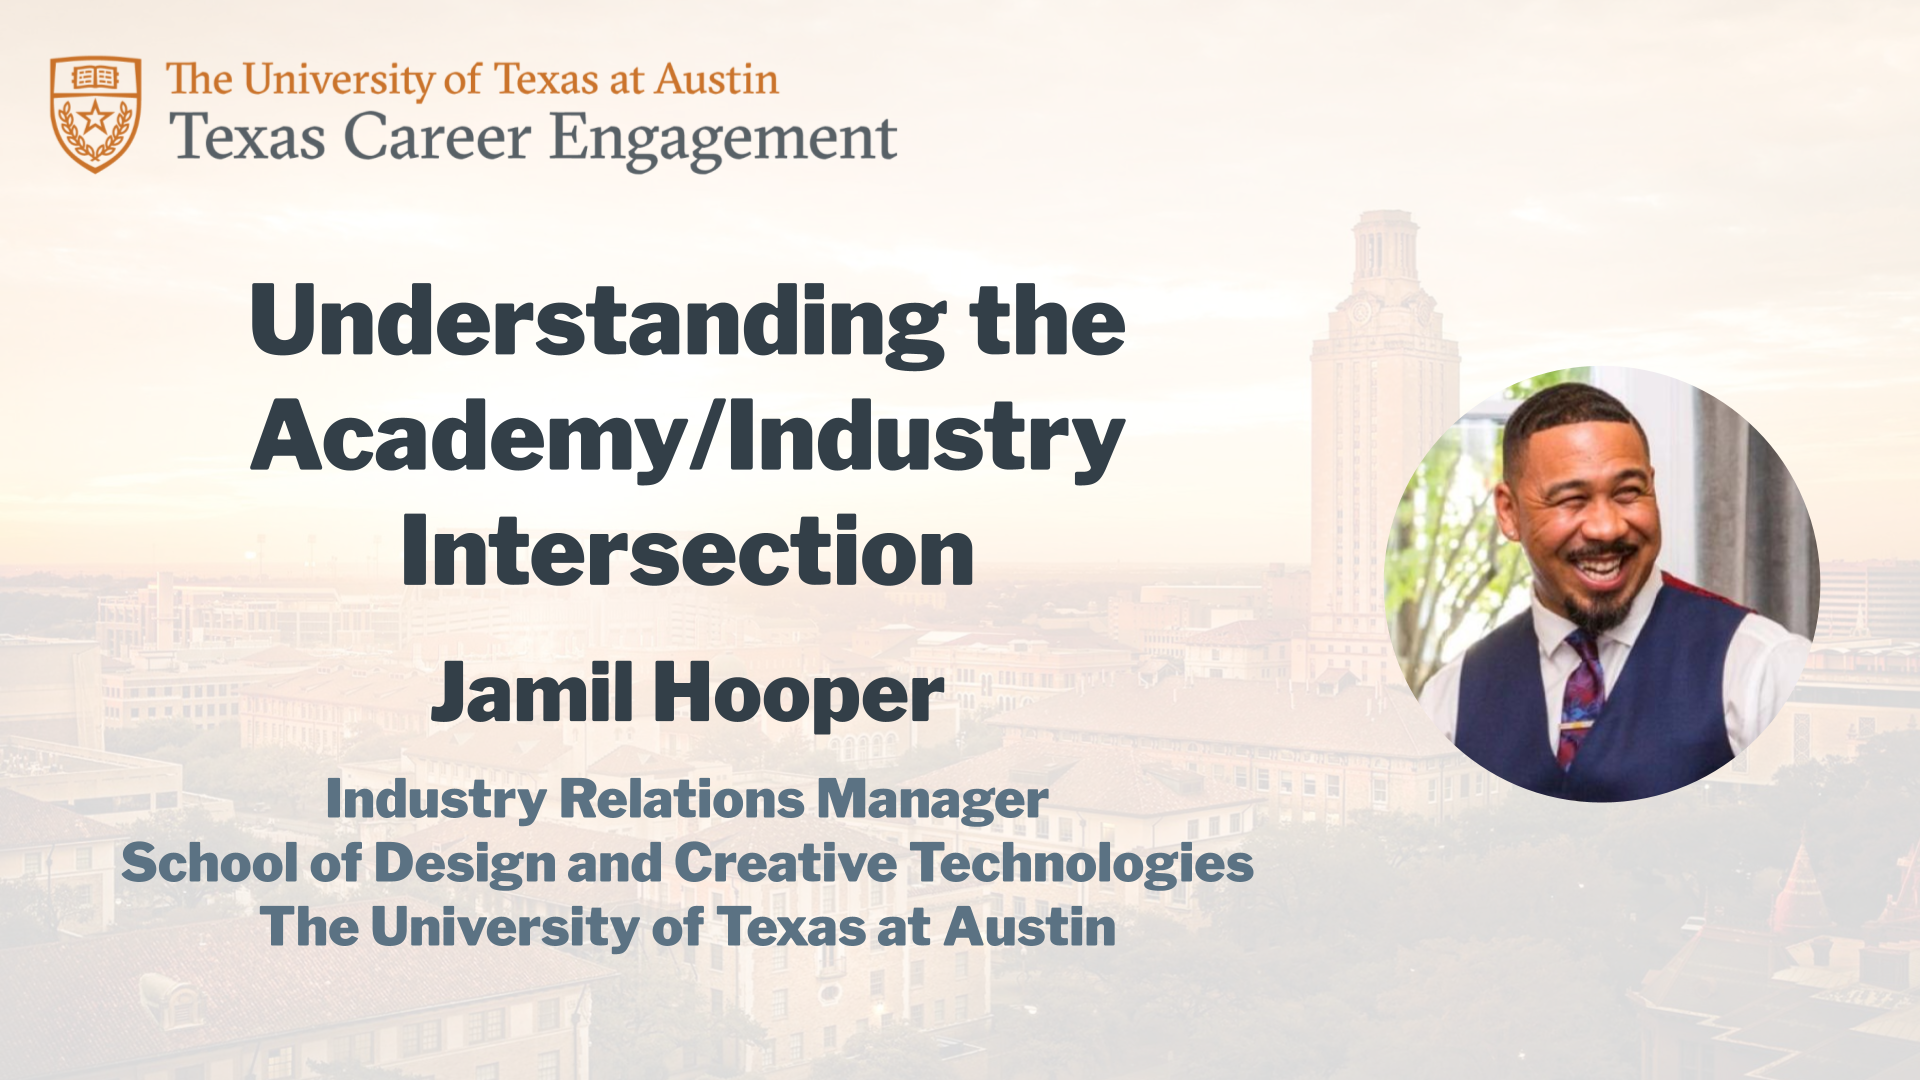 The University of Texas at Austin
Texas Career Engagement
Understanding the
Academy/Industry
Intersection
Jamil Hooper
Industry Relations Manager
School of Design and Creative Technologies
The University of Texas at Austin